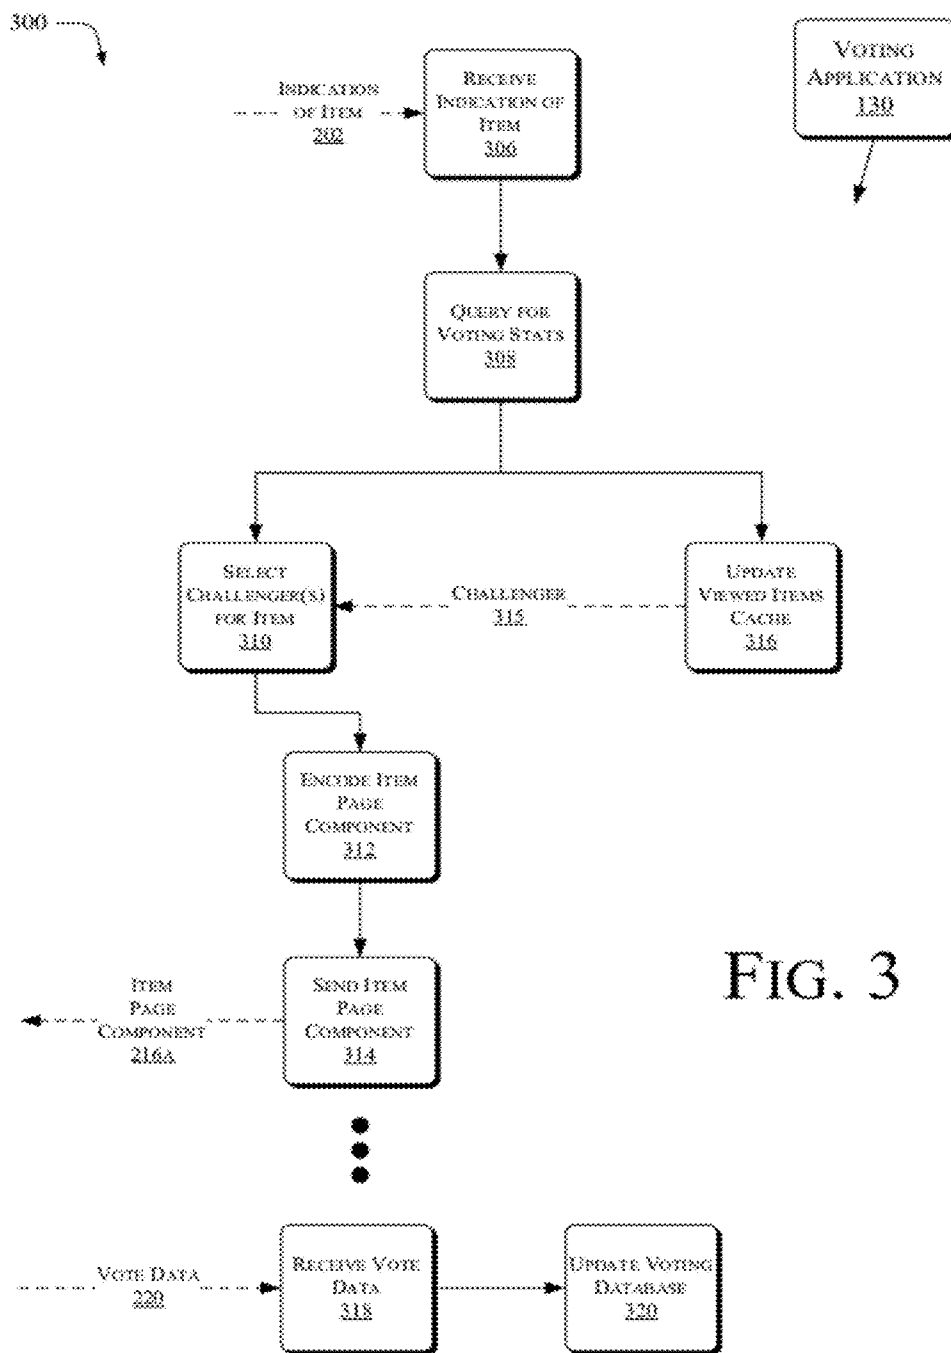 300
VOTING
APPLICATION
130
INDICATION
OF ITEM
202
RECEIVE
INDICATION OF
ITEM
306
QUERY FOR
VOTING STATS
308
SELECT
CHALLENGER(S)
FOR ITEM
310
CHALLENGER
315
UPDATE
VIEWED ITEMS
CACHE
316
ENCODE ITEM
PAGE
COMPONENT
312
ITEM
PAGE
COMPONENT
216A
SEND ITEM
PAGE
COMPONENT
314
FIG. 3
VOTE DATA
220
RECEIVE VOTE
DATA
318
UPDATE VOTING
DATABASE
320